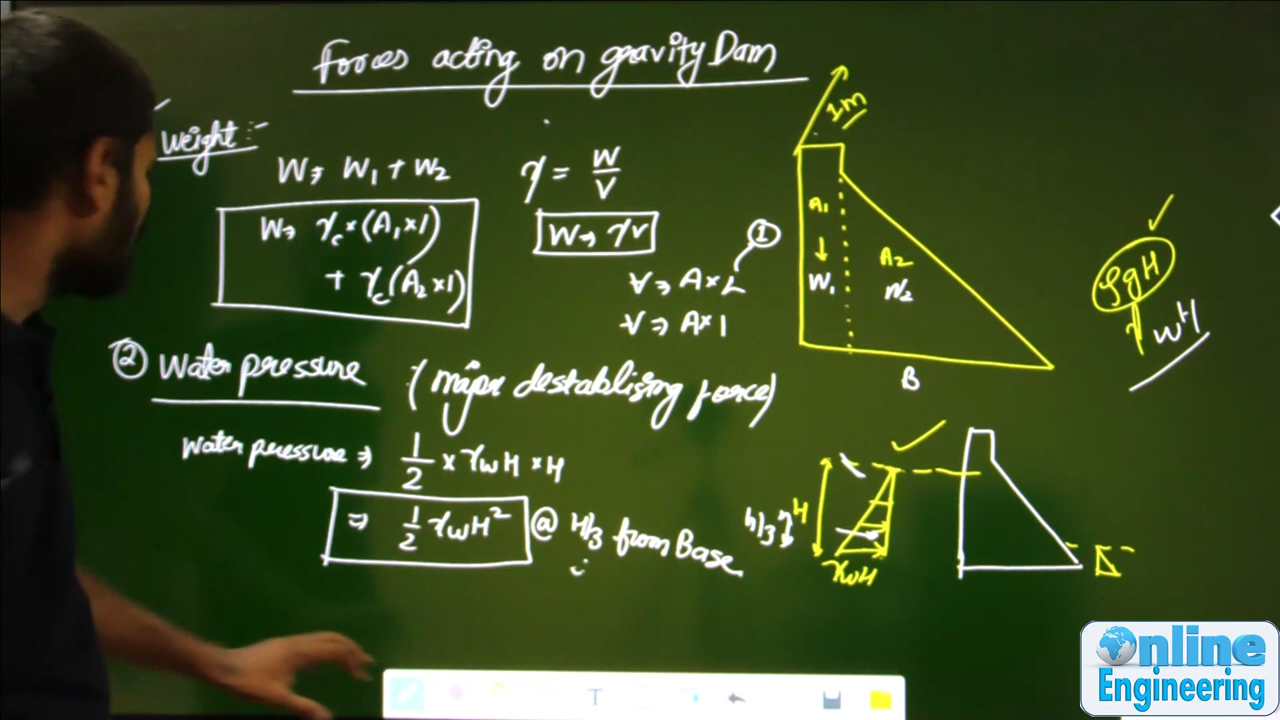 Forces acting on gravity Dam
Weight :-
W ⇒ W₁ + W₂
W ⇒ γc × (A₁ × 1)
+ γc (A₂ × 1)
γ = W/V
W → γV
1
V ⇒ A × L
V ⇒ A × 1
1m
A₁
W₁
A₂
W₂
B
ρgH
γ
wH
② Water pressure (major destablising force)
Water pressure ⇒ 1/2 × γwH × H
⇒ 1/2 γwH² @ H/3 from Base
H/3
H
γwH
Online
Engineering